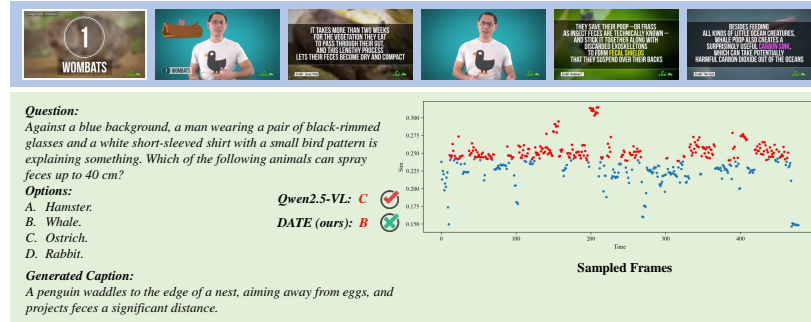 1
WOMBATS
1 WOMBATS
IT TAKES MORE THAN TWO WEEKS
FOR THE VEGETATION THEY EAT
TO PASS THROUGH THEIR GUT,
AND THIS LENGTHY PROCESS
LETS THEIR FECES BECOME DRY AND COMPACT
THEY SAVE THEIR POOP -- OR FRASS
AS INSECT FECES ARE TECHNICALLY KNOWN --
AND STICK IT TOGETHER ALONG WITH
DISCARDED EXOSKELETONS
TO FORM FECAL SHIELDS
THAT THEY SUSPEND OVER THEIR BACKS
BESIDES FEEDING
ALL KINDS OF LITTLE OCEAN CREATURES,
WHALE POOP ALSO CREATES A
SURPRISINGLY USEFUL CARBON SINK,
WHICH CAN TAKE POTENTIALLY
HARMFUL CARBON DIOXIDE OUT OF THE OCEANS
Question:
Against a blue background, a man wearing a pair of black-rimmed
glasses and a white short-sleeved shirt with a small bird pattern is
explaining something. Which of the following animals can spray
feces up to 40 cm?
Options:
A. Hamster.
B. Whale.
C. Ostrich.
D. Rabbit.
Qwen2.5-VL: C
DATE (ours): B
Generated Caption:
A penguin waddles to the edge of a nest, aiming away from eggs, and
projects feces a significant distance.
0.300
0.275
0.250
0.225
0.200
0.175
0.150
Sim
0 100 200 300 400
Time
Sampled Frames